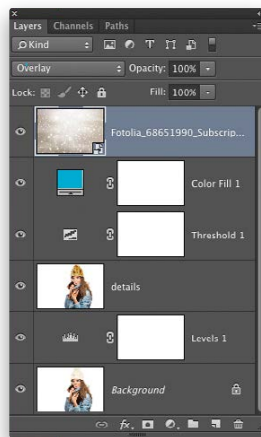 Layers Channels Paths
Kind
Overlay Opacity: 100%
Lock: Fill: 100%
Fotolia_68651990_Subscrip...
Color Fill 1
Threshold 1
details
Levels 1
Background
fx